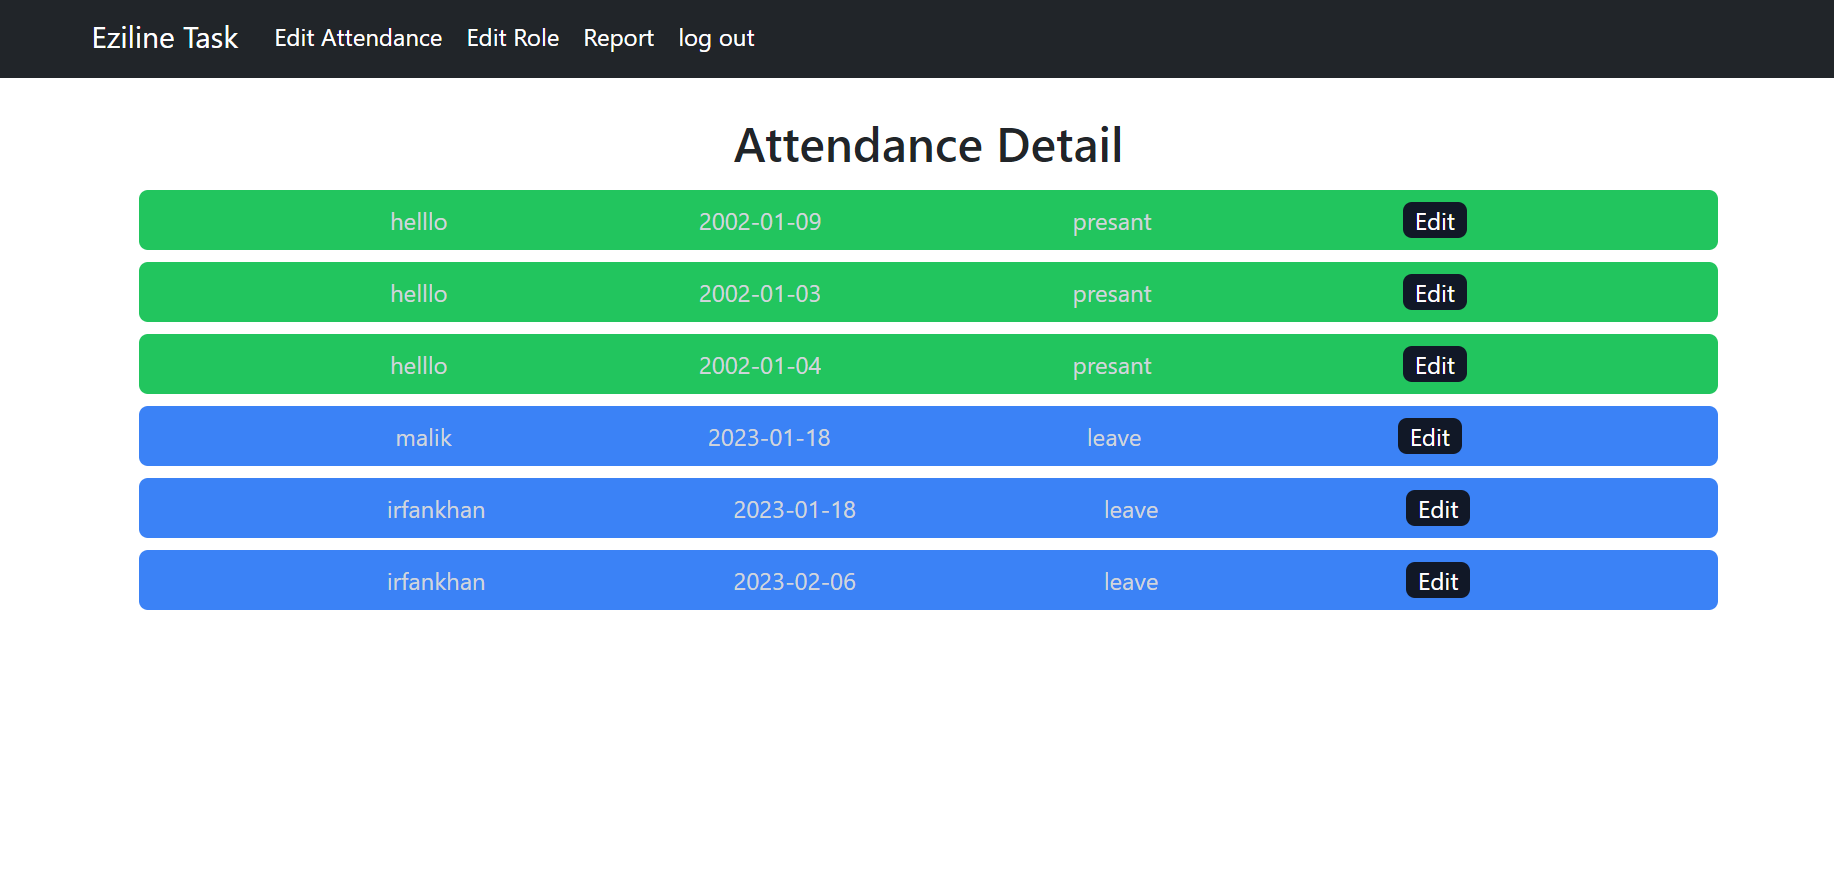 Eziline Task Edit Attendance Edit Role Report log out
Attendance Detail
helllo 2002-01-09 presant Edit
helllo 2002-01-03 presant Edit
helllo 2002-01-04 presant Edit
malik 2023-01-18 leave Edit
irfankhan 2023-01-18 leave Edit
irfankhan 2023-02-06 leave Edit